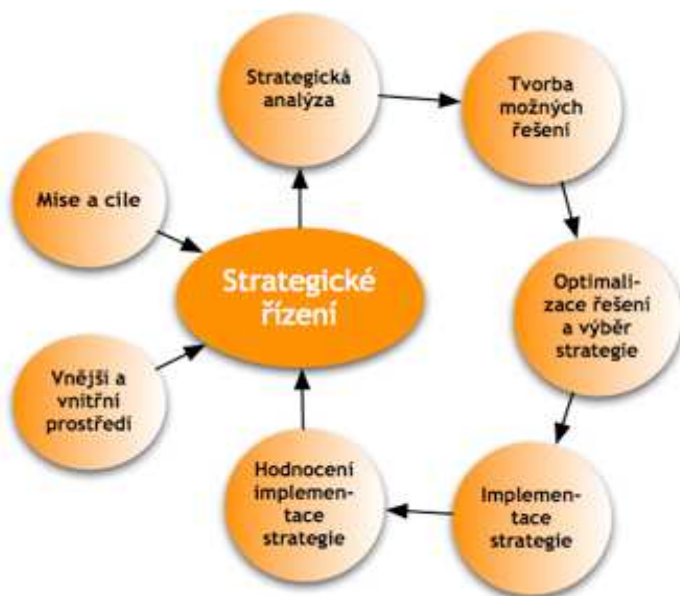 Strategická
analýza
Tvorba
možných
řešení
Mise a cíle
Strategické
řízení
Optimali-
zace řešení
a výběr
strategie
Vnější a
vnitřní
prostředí
Hodnocení
implemen-
tace
strategie
Implemen-
tace
strategie